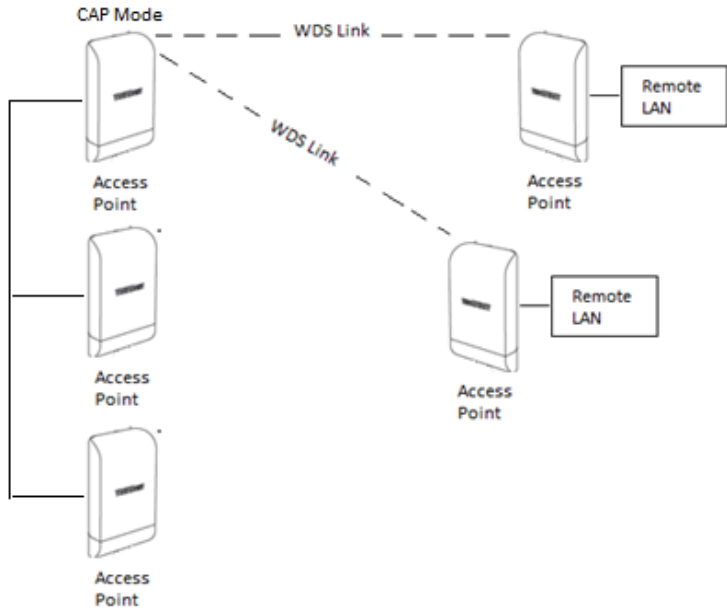 CAP Mode
WDS Link
Remote
LAN
WDS Link
Access
Point
Access
Point
Remote
LAN
Access
Point
Access
Point
Access
Point